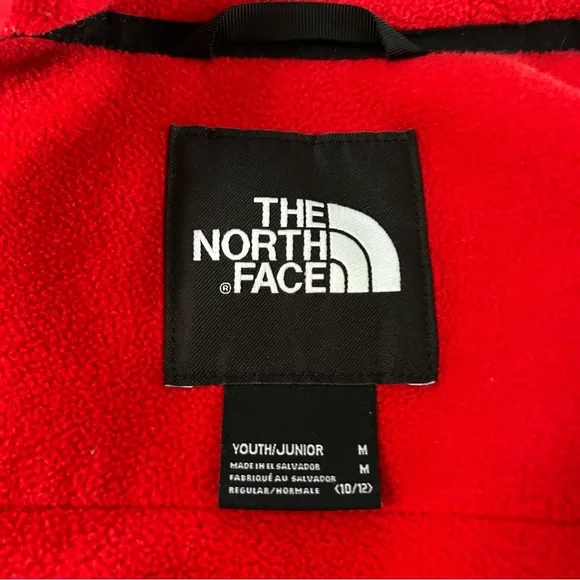 THE
NORTH
FACE
®
YOUTH/JUNIOR M
MADE IN EL SALVADOR M
FABRIQUÉ AU SALVADOR
REGULAR/NORMALE <10/12>